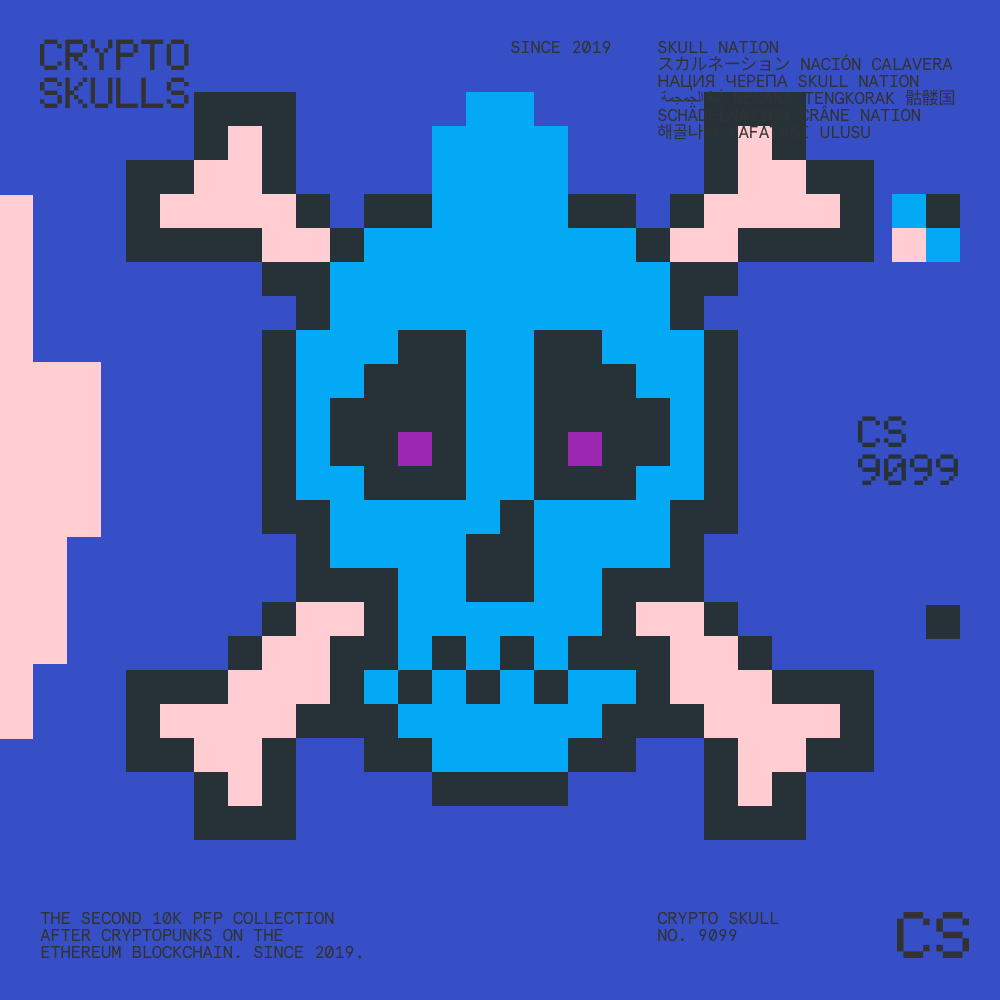 CRYPTO
SKULLS
SINCE 2019
SKULL NATION
スカルネーション NACIÓN CALAVERA
НАЦИЯ ЧЕРЕПА SKULL NATION
TENGKORAK 骷髅国
CRÂNE NATION
해골나 ULUSU
CS
9099
THE SECOND 10K PFP COLLECTION
AFTER CRYPTOPUNKS ON THE
ETHEREUM BLOCKCHAIN. SINCE 2019.
CRYPTO SKULL
NO. 9099
CS